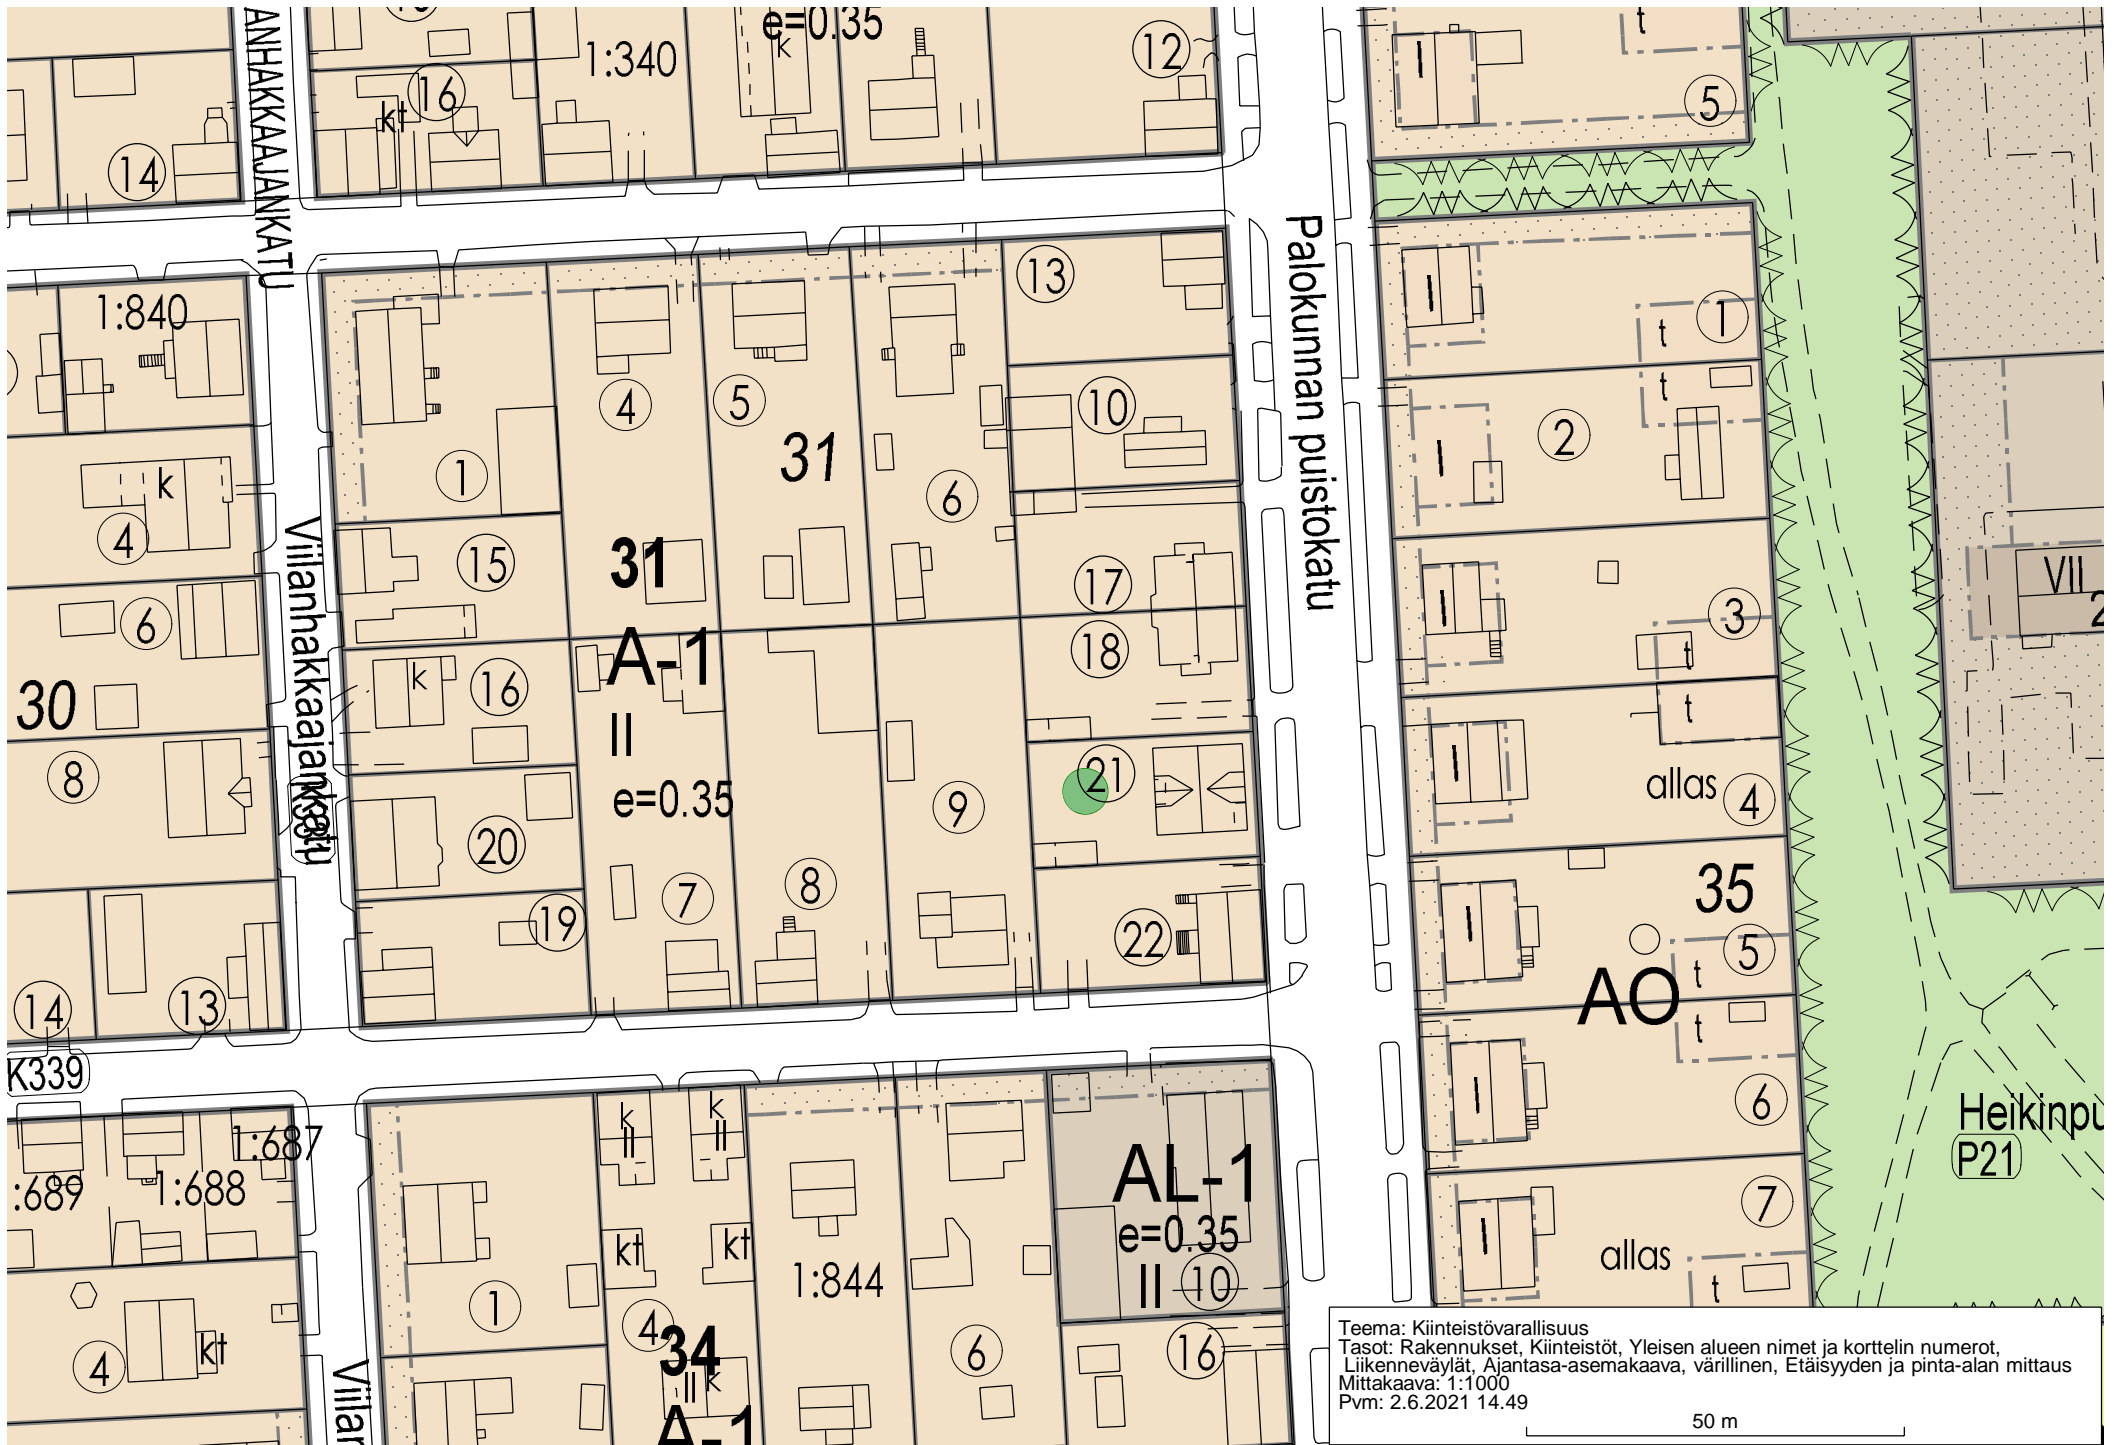 ANHAKKAAJANKATU
e=0.35
k
1:340
12
t
5
16
kt
14
13
1
1:840
4
5
31
10
6
1
t
t
2
k
4
15
31
17
3
t
VII
2
Palokunnan puistokatu
Viilanhakkaajankatu
6
A-1
18
k
16
II
30
8
e=0.35
21
9
t
allas
4
20
7
8
19
22
35
5
t
AO
14
13
K339
t
6
Heikinpu
P21
1:687
:689
1:688
k
II
k
II
AL-1
e=0.35
II
10
7
allas
t
kt
kt
1:844
1
4
34
6
16
4
kt
II
k
A-1
Viilan
Teema: Kiinteistövarallisuus
Tasot: Rakennukset, Kiinteistöt, Yleisen alueen nimet ja korttelin numerot,
Liikenneväylät, Ajantasa-asemakaava, värillinen, Etäisyyden ja pinta-alan mittaus
Mittakaava: 1:1000
Pvm: 2.6.2021 14.49
50 m